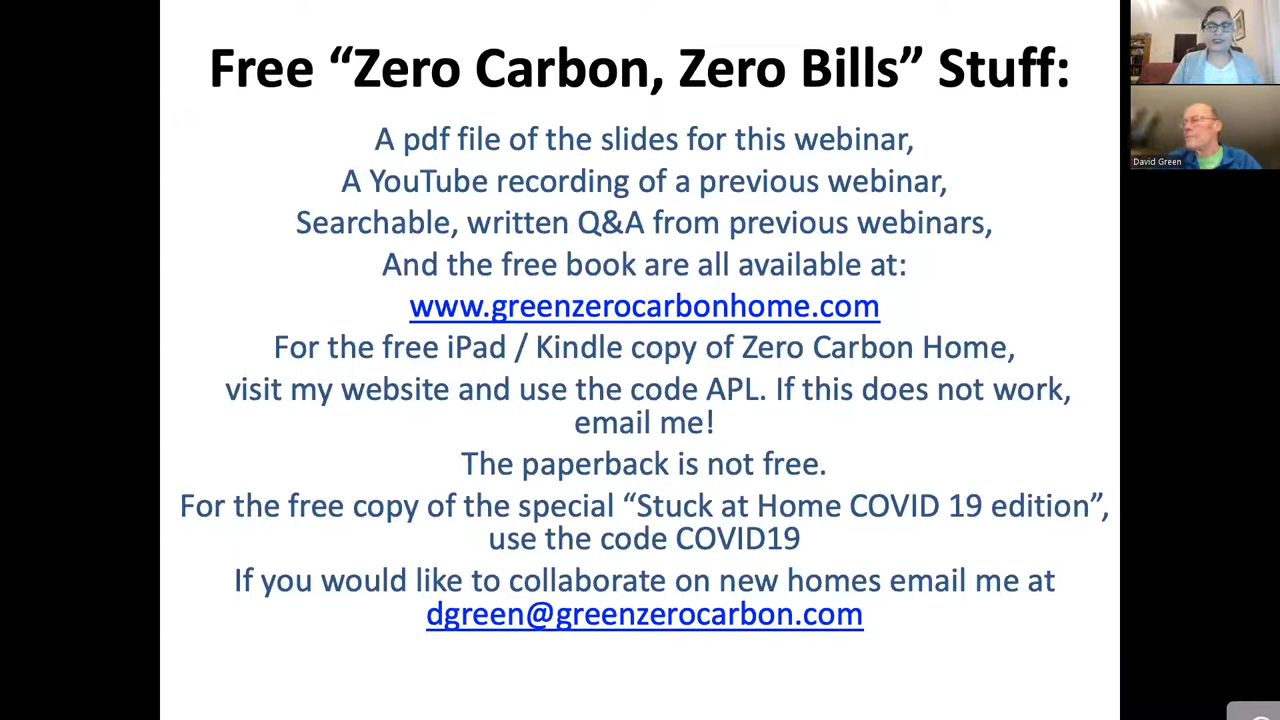 Free “Zero Carbon, Zero Bills” Stuff:
A pdf file of the slides for this webinar,
A YouTube recording of a previous webinar,
Searchable, written Q&A from previous webinars,
And the free book are all available at:
www.greenzerocarbonhome.com
For the free iPad / Kindle copy of Zero Carbon Home,
visit my website and use the code APL. If this does not work,
email me!
The paperback is not free.
For the free copy of the special “Stuck at Home COVID 19 edition”,
use the code COVID19
If you would like to collaborate on new homes email me at
dgreen@greenzerocarbon.com
David Green